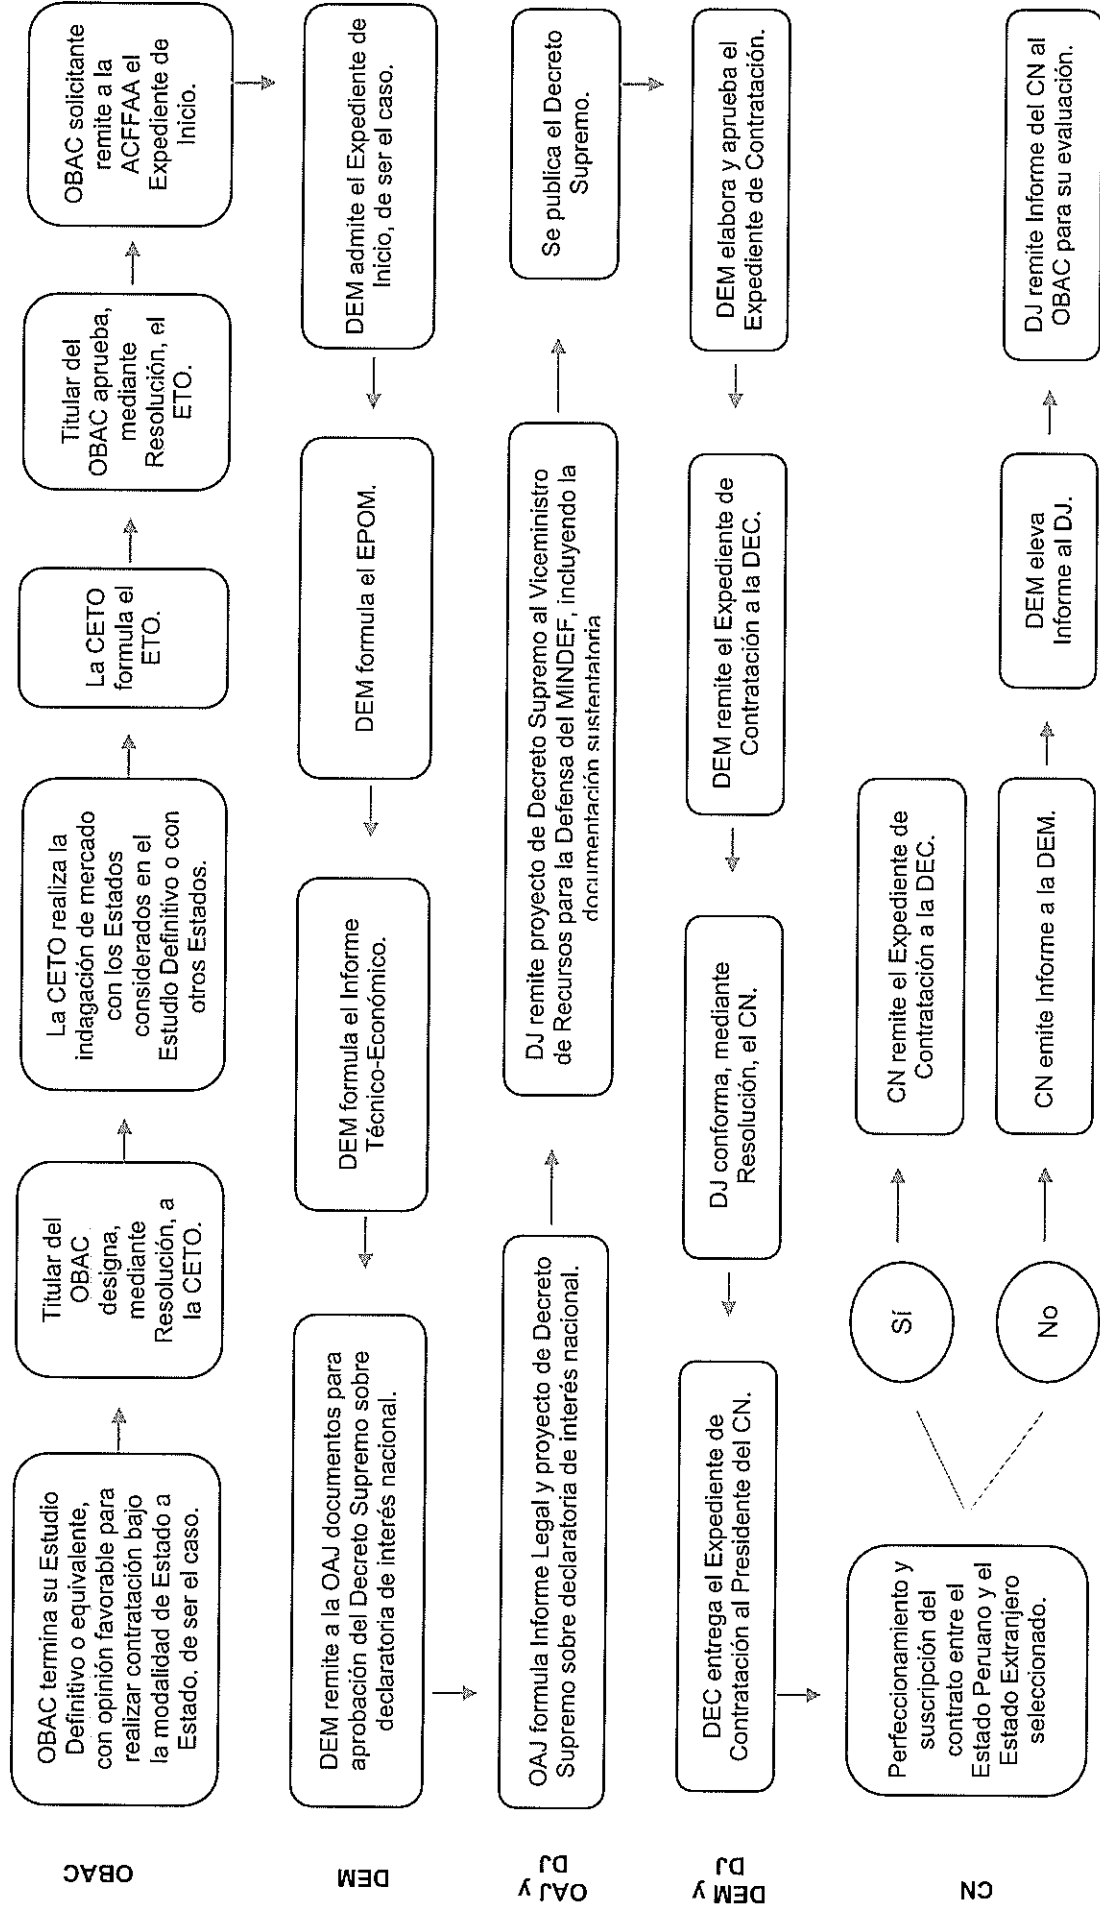 OBAC
OBAC termina su Estudio
Definitivo o equivalente,
con opinión favorable para
realizar contratación bajo
la modalidad de Estado a
Estado, de ser el caso.
Titular del
OBAC
designa,
mediante
Resolución, a
la CETO.
La CETO realiza la
indagación de mercado
con los Estados
considerados en el
Estudio Definitivo o con
otros Estados.
La CETO
formula el
ETO.
Titular del
OBAC aprueba,
mediante
Resolución, el
ETO.
OBAC solicitante
remite a la
ACFFAA el
Expediente de
Inicio.
DEM
DEM admite el Expediente de
Inicio, de ser el caso.
DEM formula el EPOM.
DEM formula el Informe
Técnico-Económico.
DEM remite a la OAJ documentos para
aprobación del Decreto Supremo sobre
declaratoria de interés nacional.
OAJ y
DJ
OAJ formula Informe Legal y proyecto de Decreto
Supremo sobre declaratoria de interés nacional.
DJ remite proyecto de Decreto Supremo al Viceministro
de Recursos para la Defensa del MINDEF, incluyendo la
documentación sustentatoria
Se publica el Decreto
Supremo.
DEM y
DJ
DEM elabora y aprueba el
Expediente de Contratación.
DEM remite el Expediente de
Contratación a la DEC.
DJ conforma, mediante
Resolución, el CN.
DEC entrega el Expediente de
Contratación al Presidente del CN.
CN
Perfeccionamiento y
suscripción del
contrato entre el
Estado Peruano y el
Estado Extranjero
seleccionado.
Sí
CN remite el Expediente de
Contratación a la DEC.
No
CN emite Informe a la DEM.
DEM eleva
Informe al DJ.
DJ remite Informe del CN al
OBAC para su evaluación.